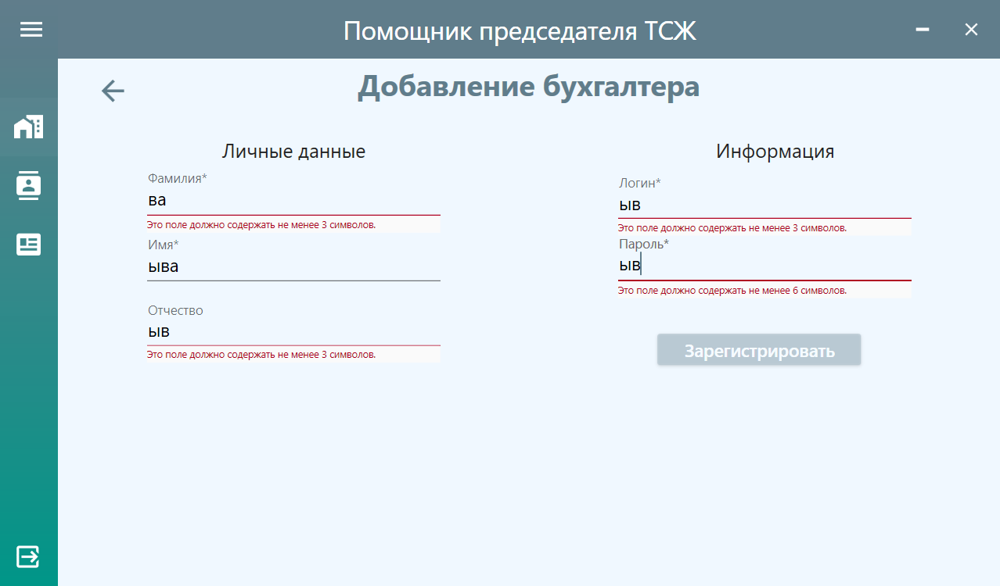 Помощник председателя ТСЖ
Добавление бухгалтера
Личные данные
Фамилия*
ва
Это поле должно содержать не менее 3 символов.
Имя*
ыва
Отчество
ыв
Это поле должно содержать не менее 3 символов.
Информация
Логин*
ыв
Это поле должно содержать не менее 3 символов.
Пароль*
ыв
Это поле должно содержать не менее 6 символов.
Зарегистрировать